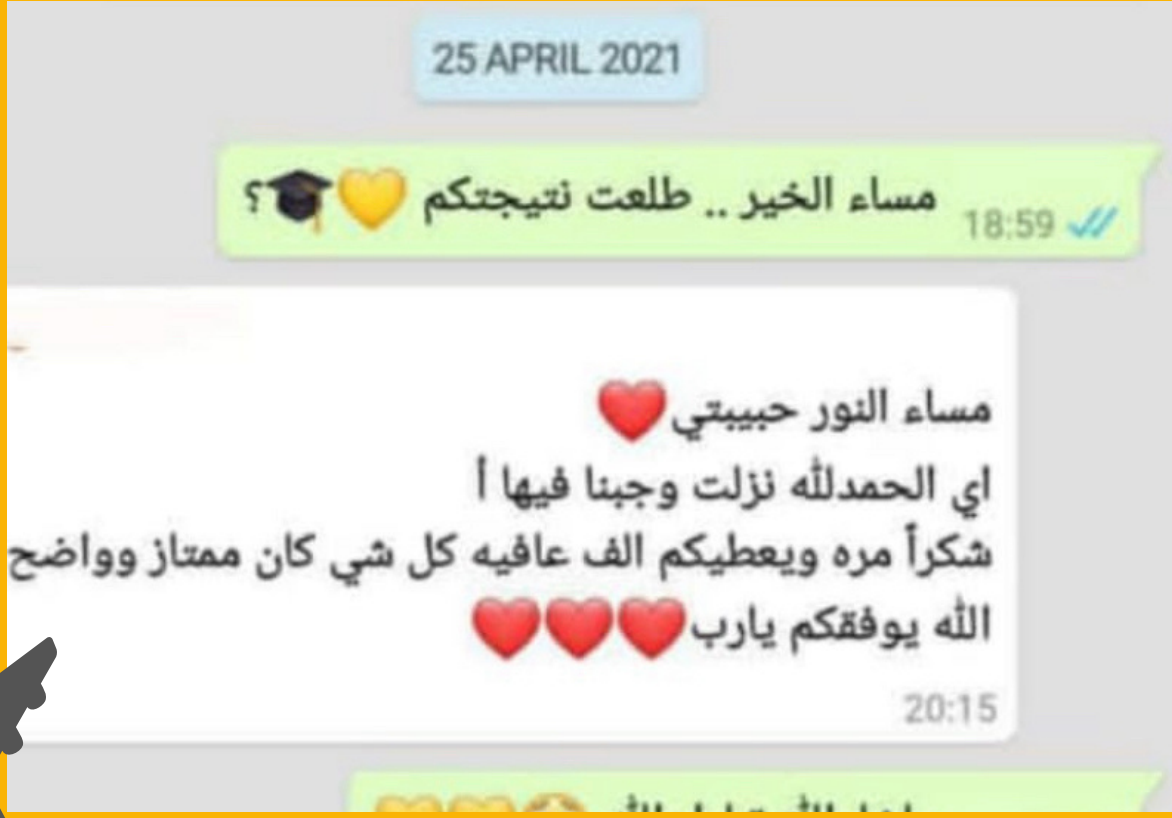 25 APRIL 2021
مساء الخير .. طلعت نتيجتكم 💛🎓؟
18:59
مساء النور حبيبتي❤️
اي الحمدلله نزلت وجبنا فيها أ
شكراً مره ويعطيكم الف عافيه كل شي كان ممتاز وواضح
الله يوفقكم يارب❤️❤️❤️
20:15